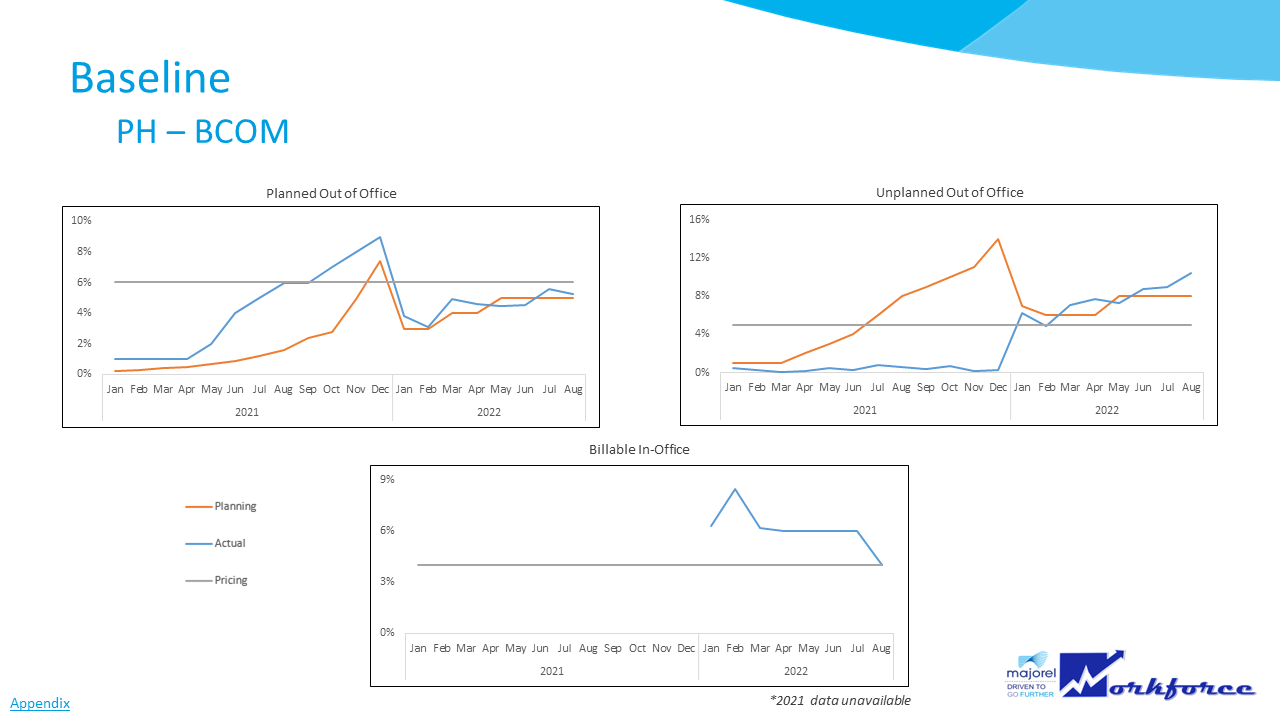 Baseline
PH – BCOM
Planned Out of Office
10%
8%
6%
4%
2%
0%
Jan Feb Mar Apr May Jun Jul Aug Sep Oct Nov Dec Jan Feb Mar Apr May Jun Jul Aug
2021 2022
Unplanned Out of Office
16%
12%
8%
4%
0%
Jan Feb Mar Apr May Jun Jul Aug Sep Oct Nov Dec Jan Feb Mar Apr May Jun Jul Aug
2021 2022
Billable In-Office
9%
6%
3%
0%
Jan Feb Mar Apr May Jun Jul Aug Sep Oct Nov Dec Jan Feb Mar Apr May Jun Jul Aug
2021 2022
Planning
Actual
Pricing
*2021 data unavailable
Appendix
majorel
DRIVEN TO
GO FURTHER
Workforce